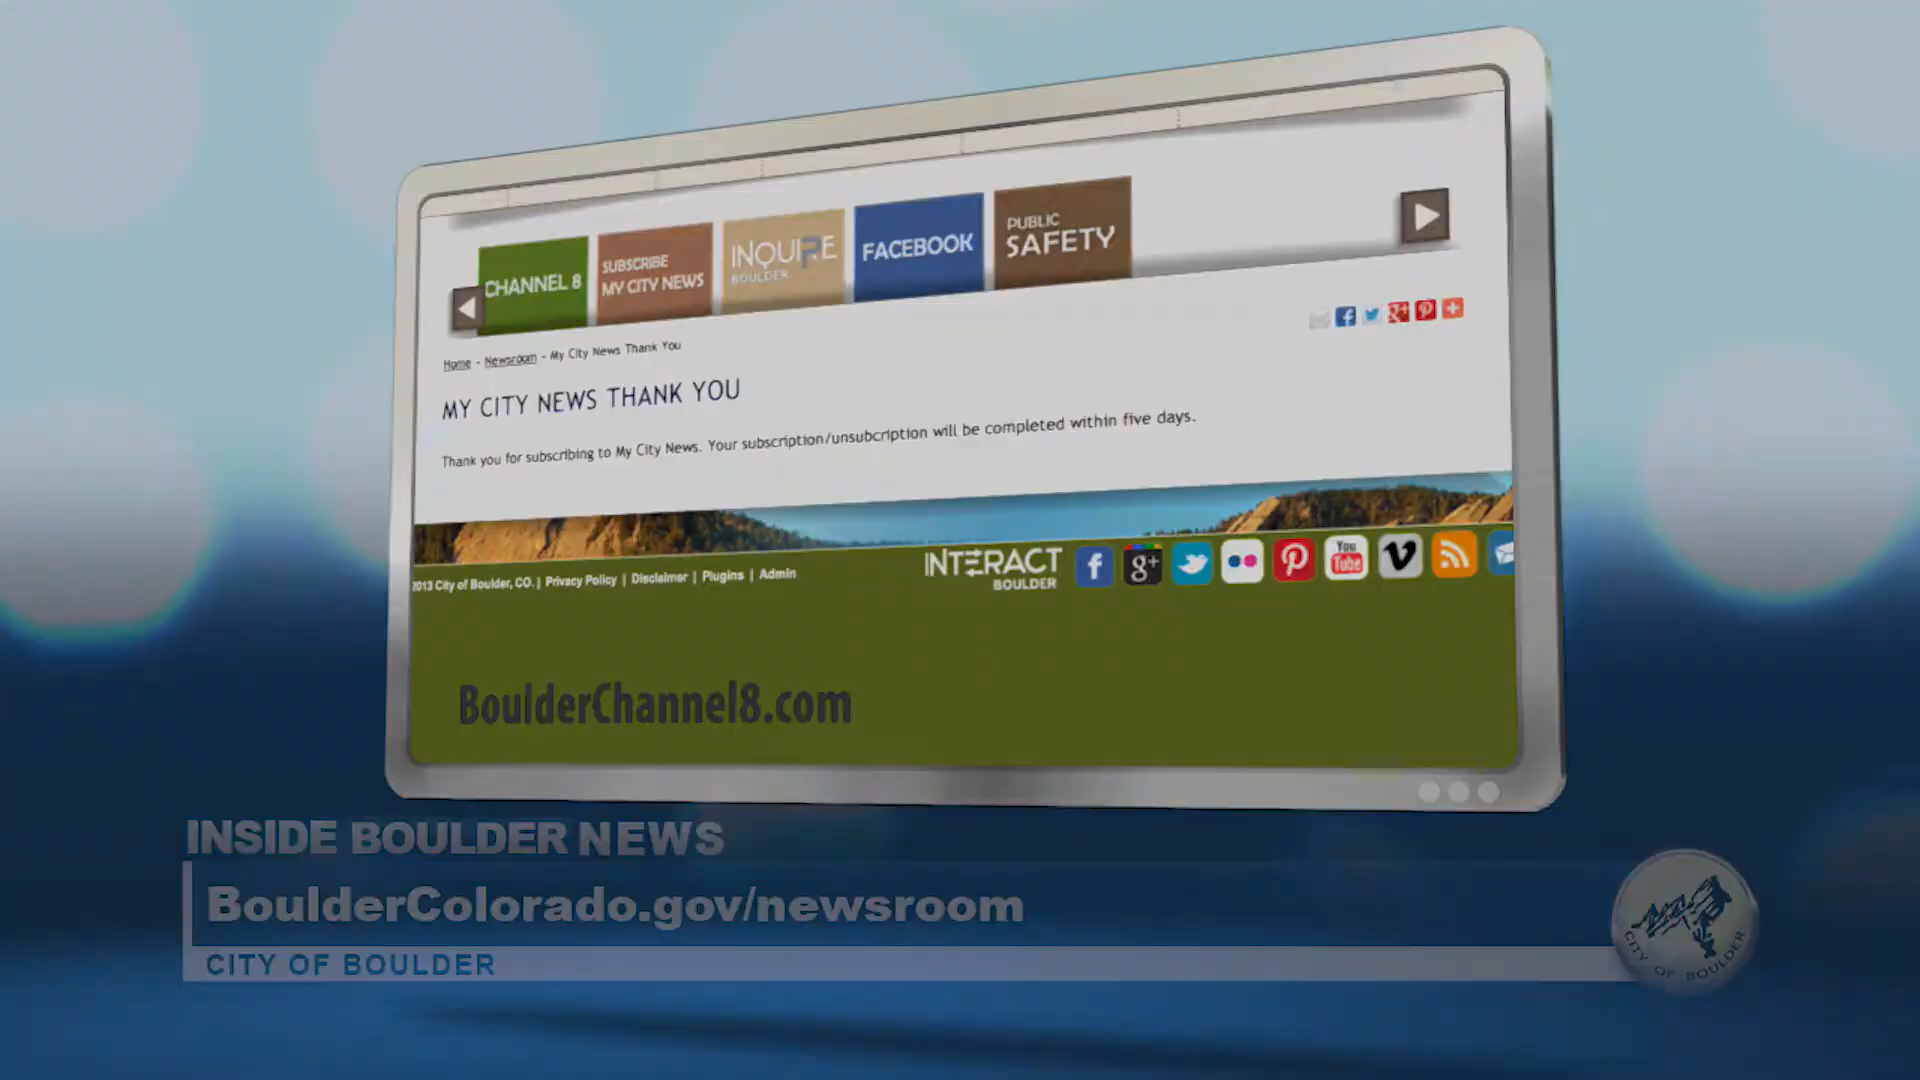 CHANNEL 8
SUBSCRIBE
MY CITY NEWS
INQUIRE
BOULDER
FACEBOOK
PUBLIC
SAFETY
Home - Newsroom - My City News Thank You
MY CITY NEWS THANK YOU
Thank you for subscribing to My City News. Your subscription/unsubcription will be completed within five days.
2013 City of Boulder, CO. | Privacy Policy | Disclaimer | Plugins | Admin
INTERACT
BOULDER
You
Tube
BoulderChannel8.com
INSIDE BOULDER NEWS
BoulderColorado.gov/newsroom
CITY OF BOULDER
CITY OF BOULDER